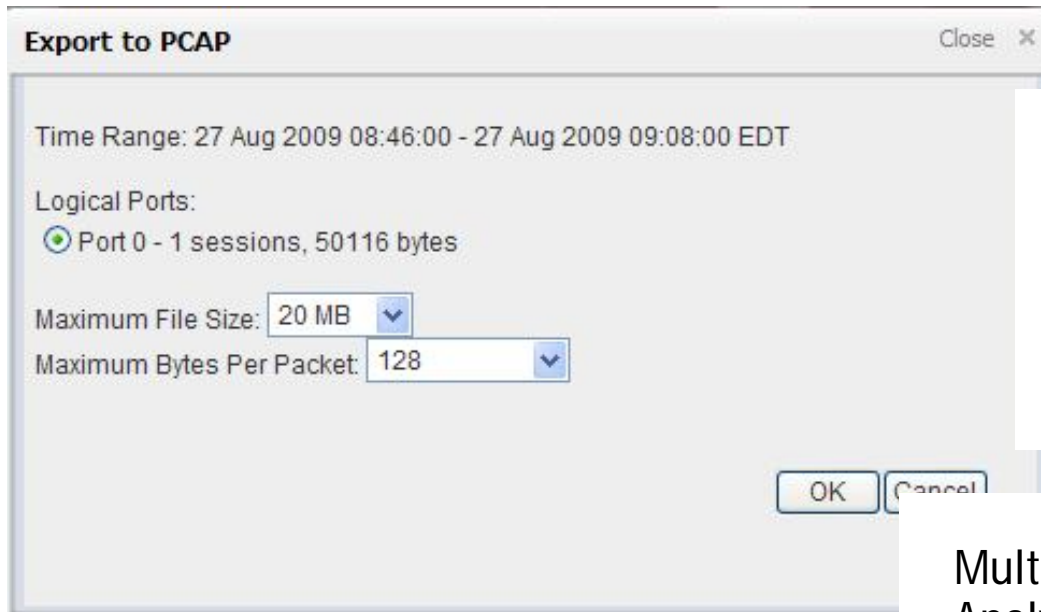 Export to PCAP Close ×
Time Range: 27 Aug 2009 08:46:00 - 27 Aug 2009 09:08:00 EDT
Logical Ports:
Port 0 - 1 sessions, 50116 bytes
Maximum File Size: 20 MB
Maximum Bytes Per Packet: 128
OK Cancel
Mult